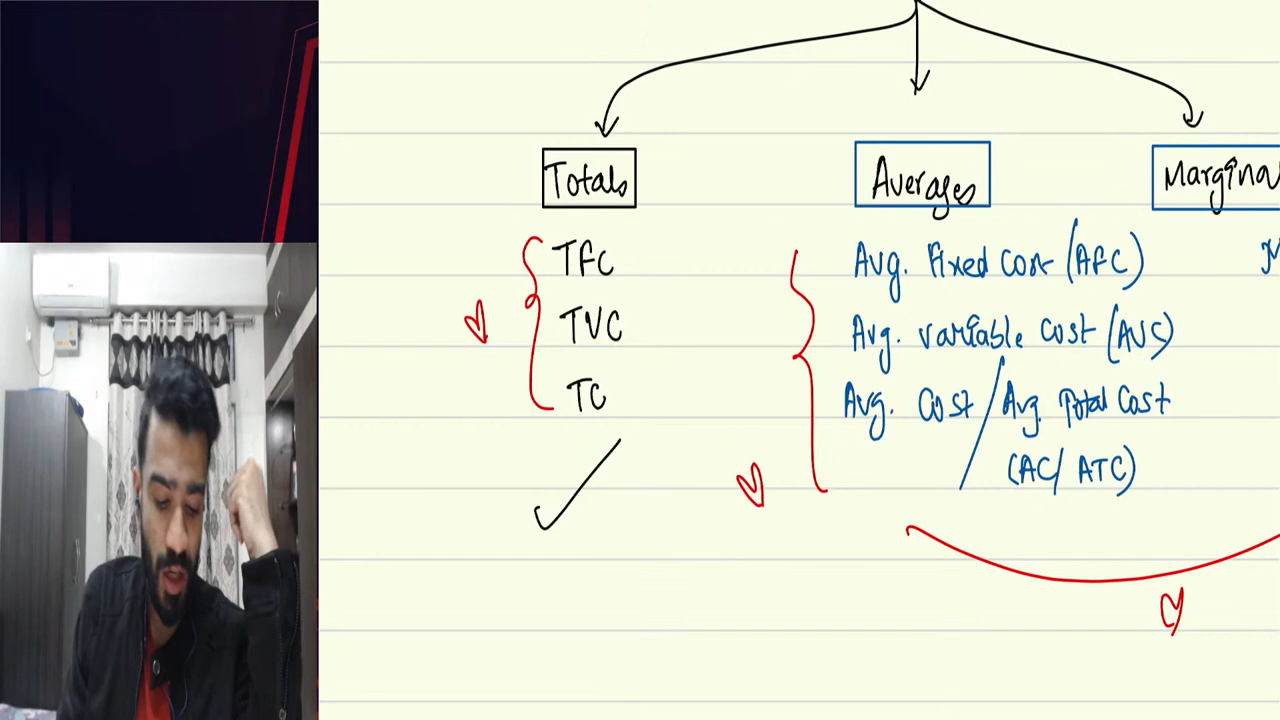 Totals
TFC
TVC
TC
Averages
Avg. Fixed Cost (AFC)
Avg. variable cost (AVC)
Avg. Cost / Avg. Total Cost
(AC/ ATC)
Marginal